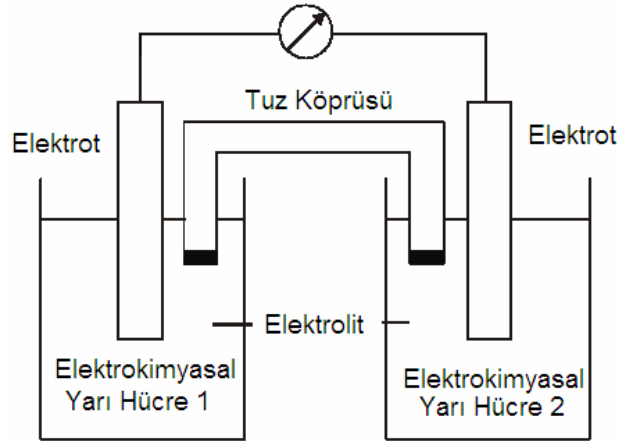 Tuz Köprüsü
Elektrot
Elektrot
Elektrolit
Elektrokimyasal
Yarı Hücre 1
Elektrokimyasal
Yarı Hücre 2